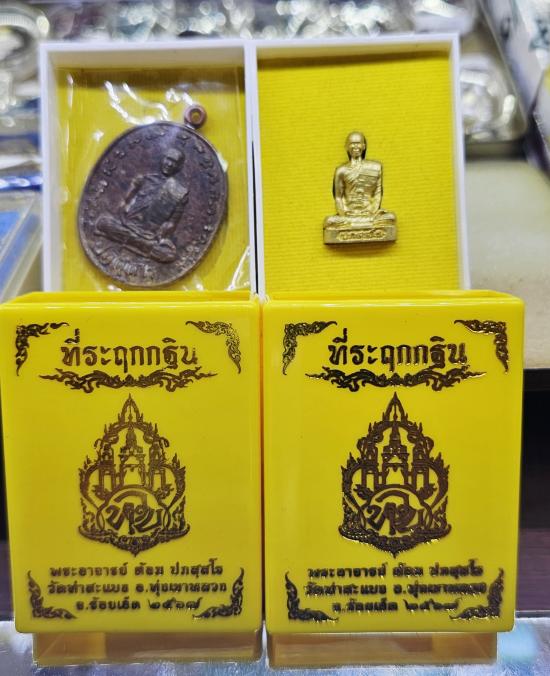 ที่ระฤกกฐิน
พระอาจารย์ ต้อม ปภสฺสโร
วัดท่าสะแบง อ.ทุ่งเขาหลวง
จ.ร้อยเอ็ด ๒๕๖๗
ที่ระฤกกฐิน
พระอาจารย์ ต้อม ปภสฺสโร
วัดท่าสะแบง อ.ทุ่งเขาหลวง
จ.ร้อยเอ็ด ๒๕๖๗